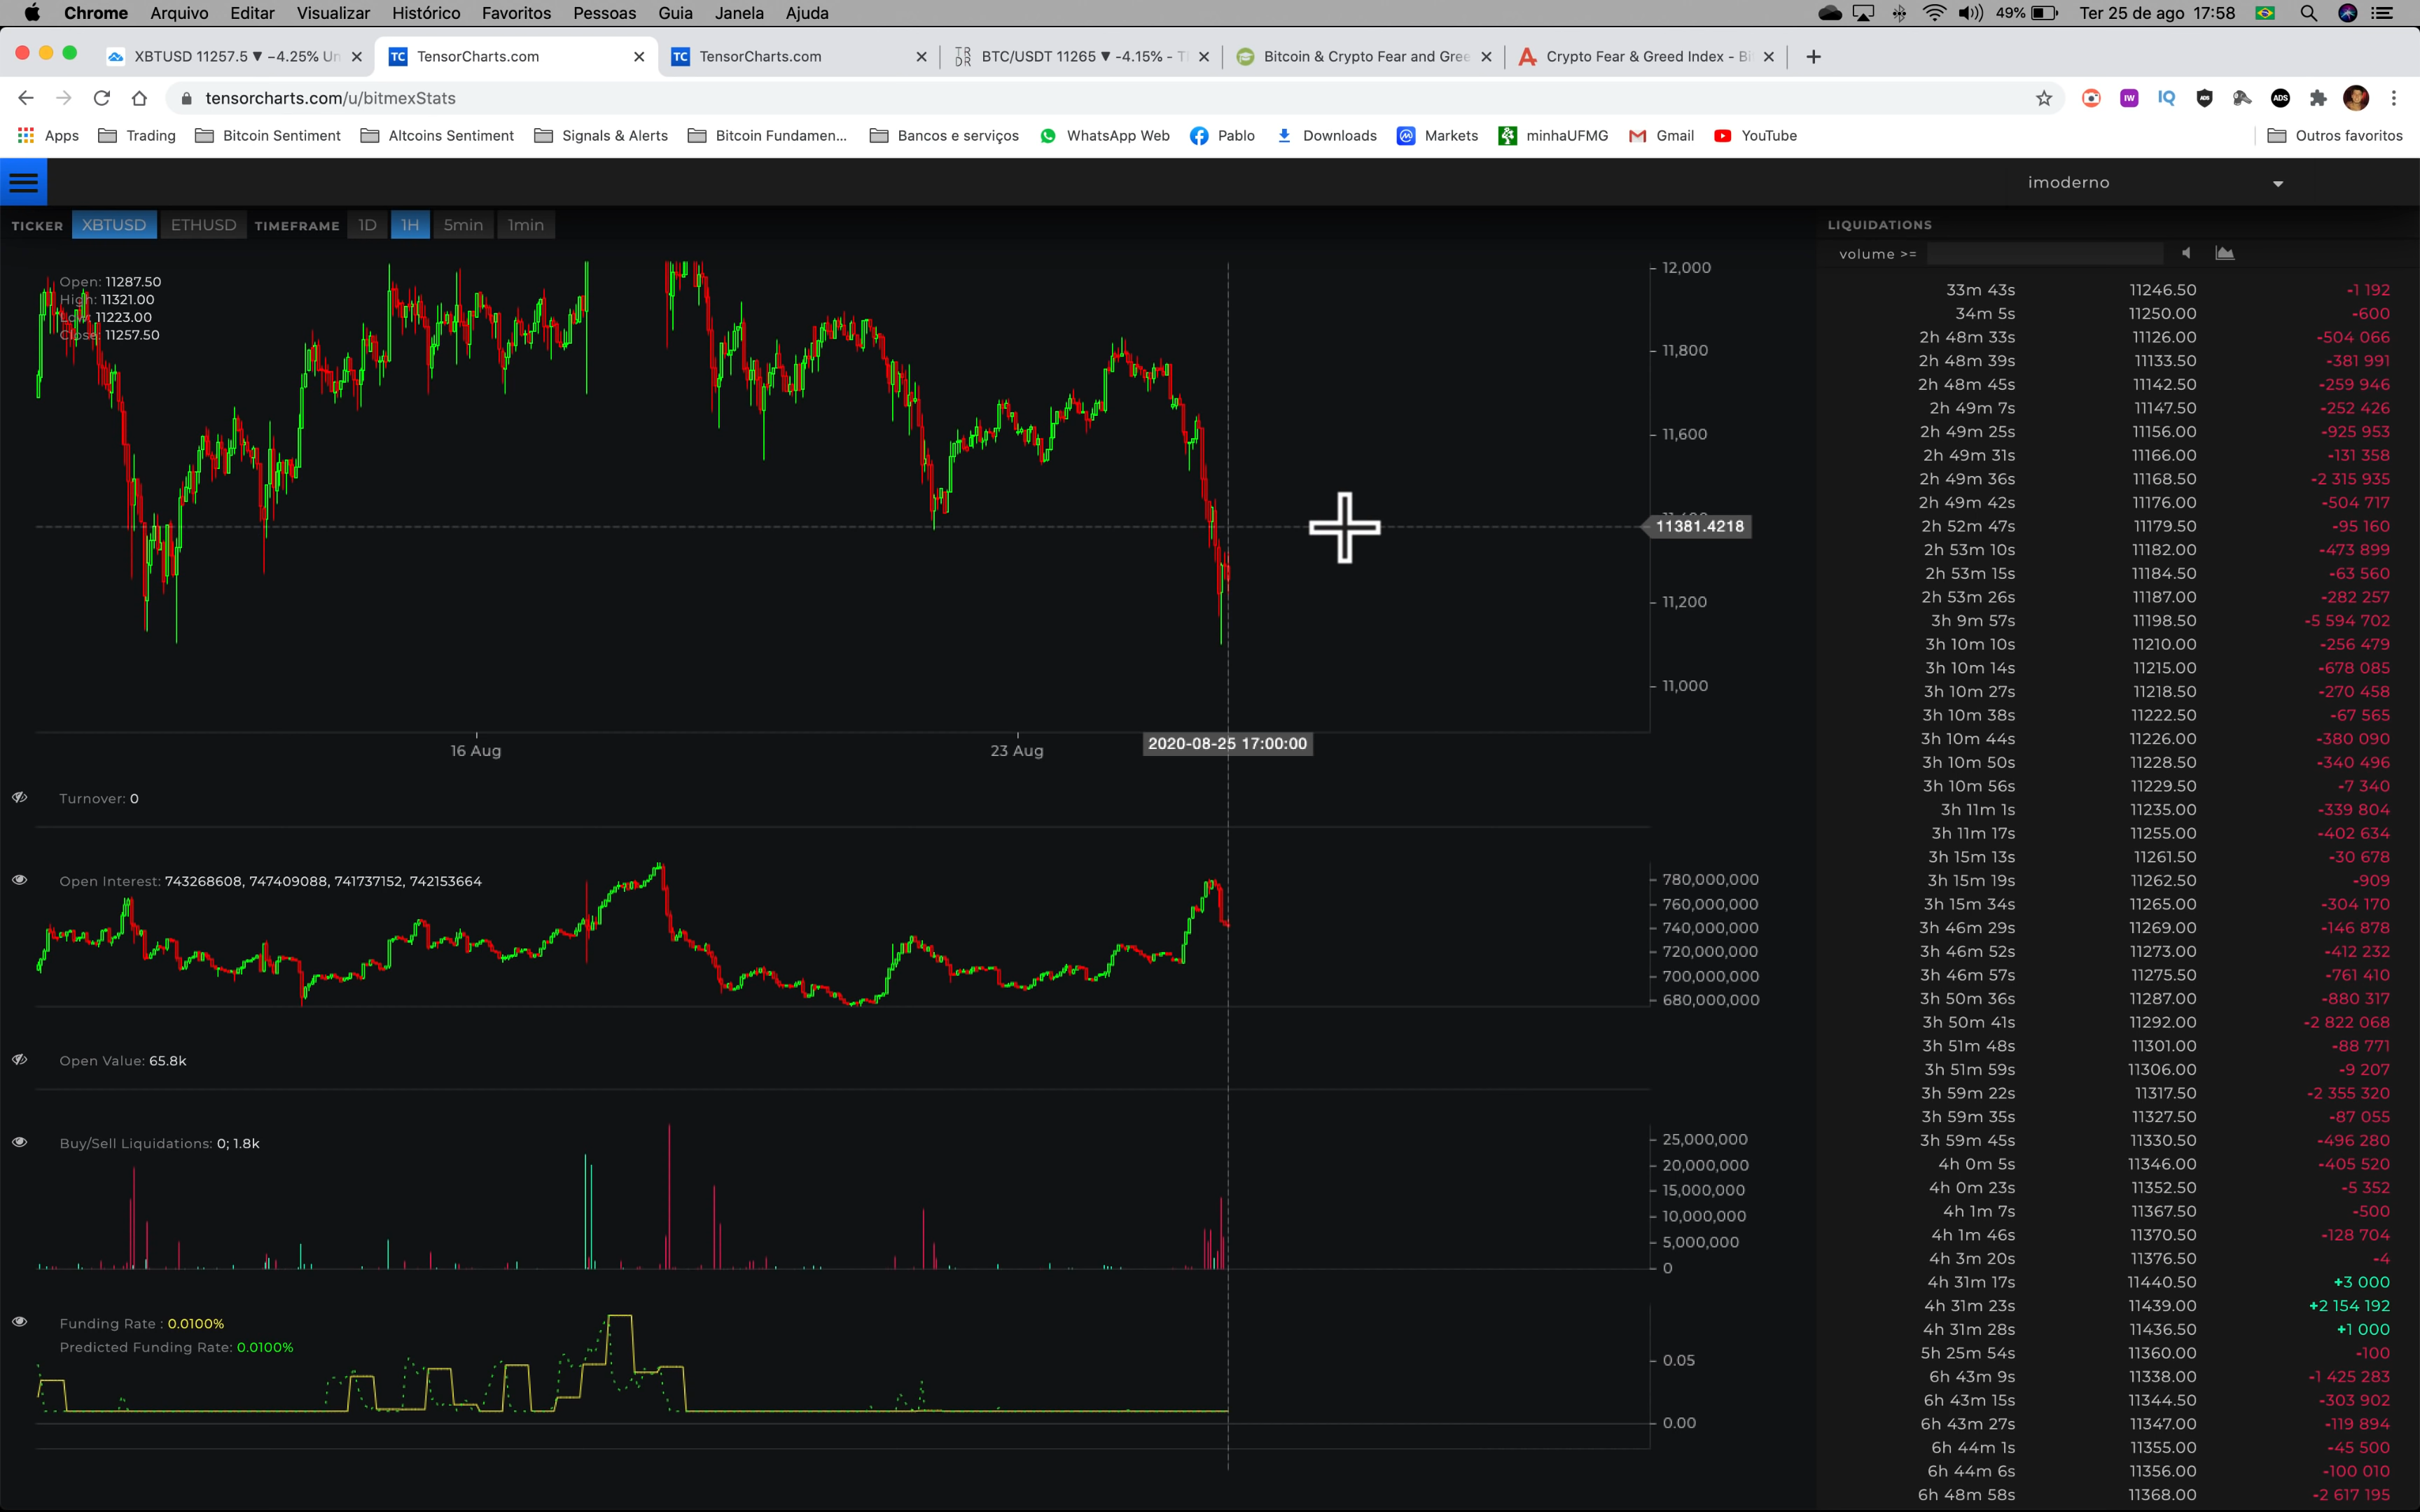 Chrome Arquivo Editar Visualizar Histórico Favoritos Pessoas Guia Janela Ajuda 49% Ter 25 de ago 17:58
XBTUSD 11257.5 ▼ −4.25% Un TensorCharts.com TensorCharts.com BTC/USDT 11265 ▼ -4.15% - Bitcoin & Crypto Fear and Gree Crypto Fear & Greed Index - Bi
tensorcharts.com/u/bitmexStats
Apps Trading Bitcoin Sentiment Altcoins Sentiment Signals & Alerts Bitcoin Fundamen... Bancos e serviços WhatsApp Web Pablo Downloads Markets minhaUFMG Gmail YouTube Outros favoritos
imoderno
TICKER XBTUSD ETHUSD TIMEFRAME 1D 1H 5min 1min
Open: 11287.50
High: 11321.00
Low: 11223.00
Close: 11257.50
12,000
11,800
11,600
11381.4218
11,200
11,000
16 Aug 23 Aug 2020-08-25 17:00:00
Turnover: 0
Open Interest: 743268608, 747409088, 741737152, 742153664
780,000,000
760,000,000
740,000,000
720,000,000
700,000,000
680,000,000
Open Value: 65.8k
Buy/Sell Liquidations: 0; 1.8k
25,000,000
20,000,000
15,000,000
10,000,000
5,000,000
0
Funding Rate : 0.0100%
Predicted Funding Rate: 0.0100%
0.05
0.00
LIQUIDATIONS
volume >=
33m 43s 11246.50 -1 192
34m 5s 11250.00 -600
2h 48m 33s 11126.00 -504 066
2h 48m 39s 11133.50 -381 991
2h 48m 45s 11142.50 -259 946
2h 49m 7s 11147.50 -252 426
2h 49m 25s 11156.00 -925 953
2h 49m 31s 11166.00 -131 358
2h 49m 36s 11168.50 -2 315 935
2h 49m 42s 11176.00 -504 717
2h 52m 47s 11179.50 -95 160
2h 53m 10s 11182.00 -473 899
2h 53m 15s 11184.50 -63 560
2h 53m 26s 11187.00 -282 257
3h 9m 57s 11198.50 -5 594 702
3h 10m 10s 11210.00 -256 479
3h 10m 14s 11215.00 -678 085
3h 10m 27s 11218.50 -270 458
3h 10m 38s 11222.50 -67 565
3h 10m 44s 11226.00 -380 090
3h 10m 50s 11228.50 -340 496
3h 10m 56s 11229.50 -7 340
3h 11m 1s 11235.00 -339 804
3h 11m 17s 11255.00 -402 634
3h 15m 13s 11261.50 -30 678
3h 15m 19s 11262.50 -909
3h 15m 34s 11265.00 -304 170
3h 46m 29s 11269.00 -146 878
3h 46m 52s 11273.00 -412 232
3h 46m 57s 11275.50 -761 410
3h 50m 36s 11287.00 -880 317
3h 50m 41s 11292.00 -2 822 068
3h 51m 48s 11301.00 -88 771
3h 51m 59s 11306.00 -9 207
3h 59m 22s 11317.50 -2 355 320
3h 59m 35s 11327.50 -87 055
3h 59m 45s 11330.50 -496 280
4h 0m 5s 11346.00 -405 520
4h 0m 23s 11352.50 -5 352
4h 1m 7s 11367.50 -500
4h 1m 46s 11370.50 -128 704
4h 3m 20s 11376.50 -4
4h 31m 17s 11440.50 +3 000
4h 31m 23s 11439.00 +2 154 192
4h 31m 28s 11436.50 +1 000
5h 25m 54s 11360.00 -100
6h 43m 9s 11338.00 -1 425 283
6h 43m 15s 11344.50 -303 902
6h 43m 27s 11347.00 -119 894
6h 44m 1s 11355.00 -45 500
6h 44m 6s 11356.00 -100 010
6h 48m 58s 11368.00 -2 617 195